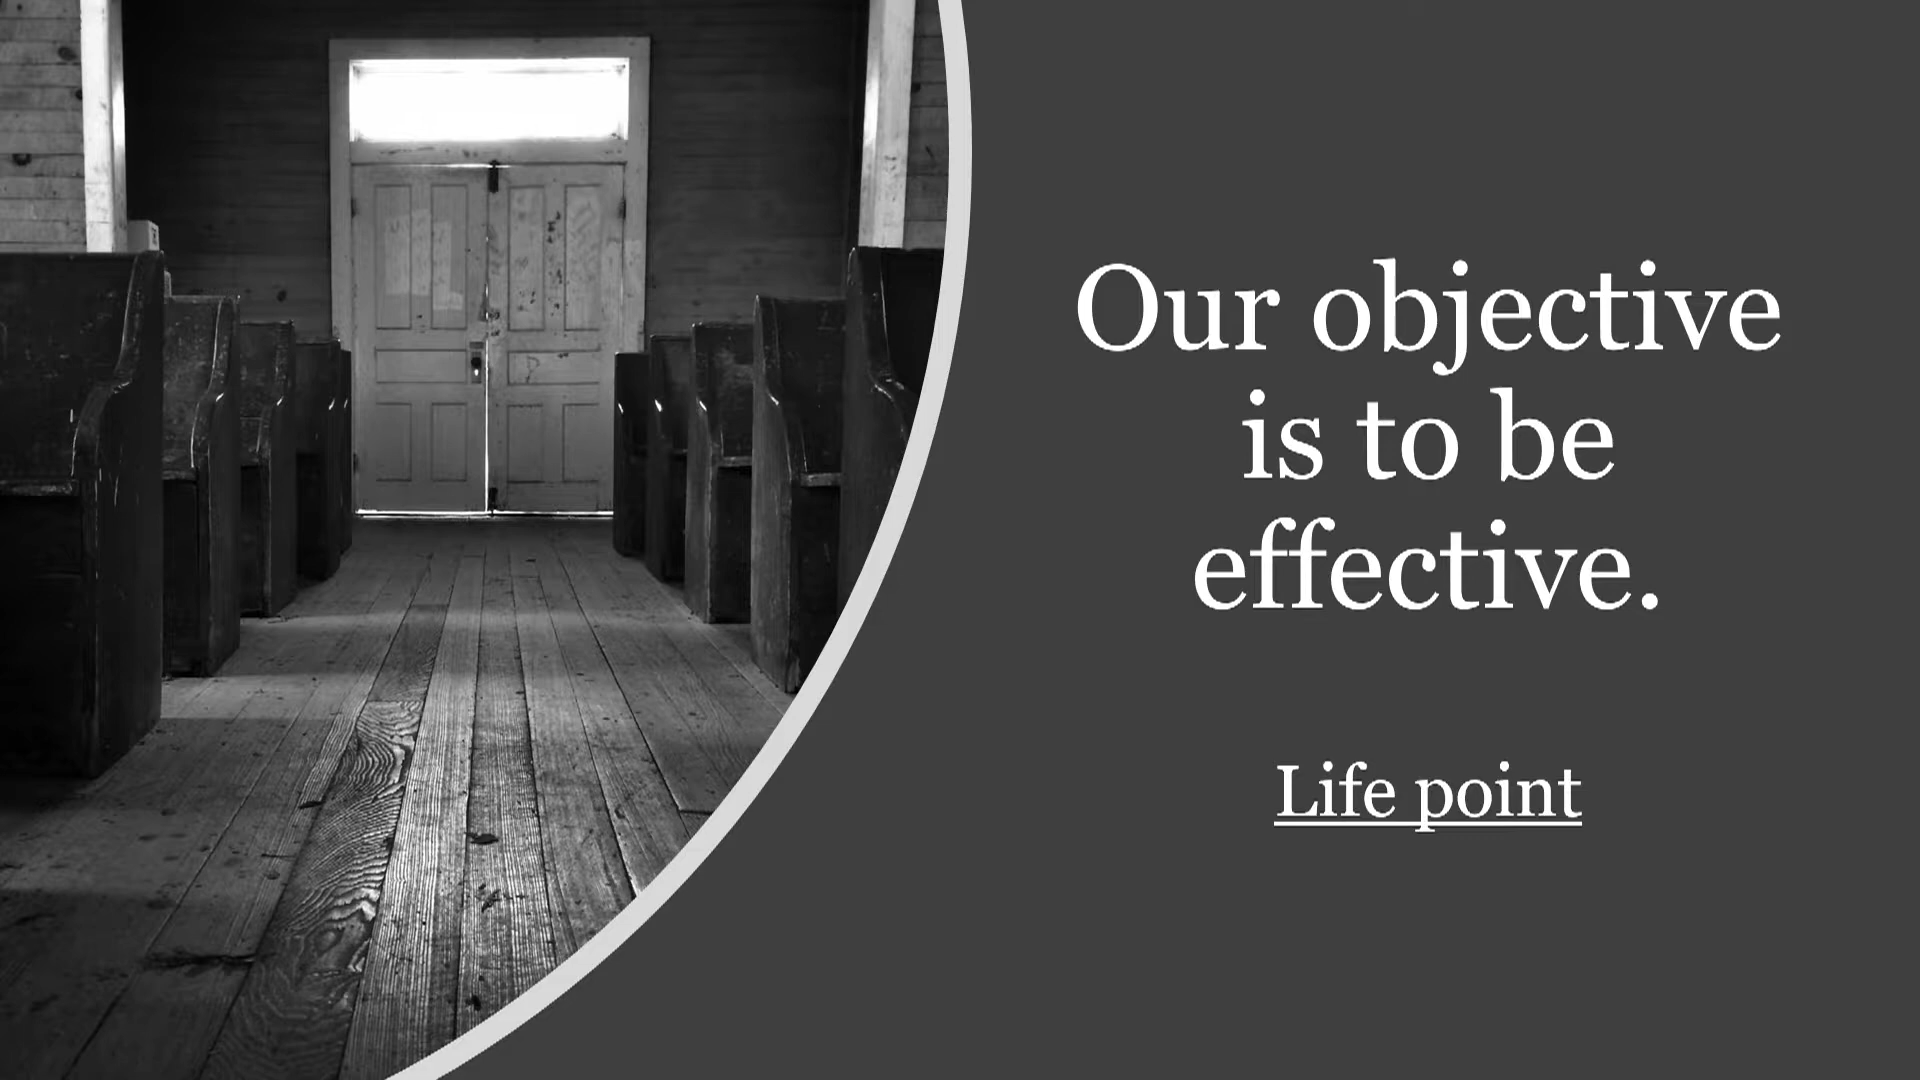 Our objective
is to be
effective.
Life point